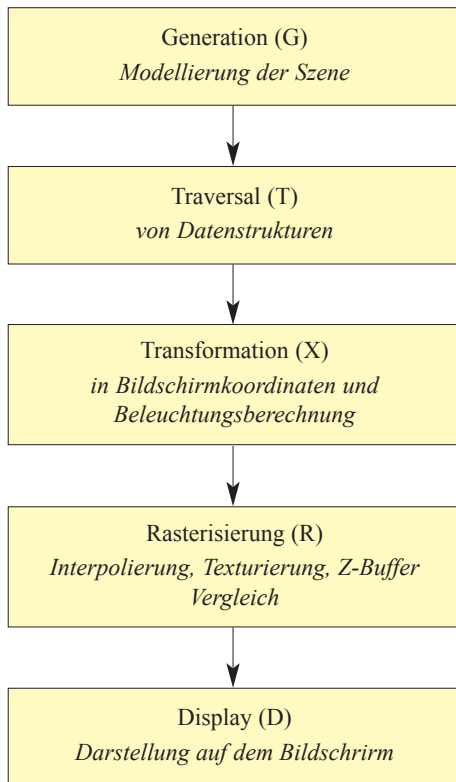 Generation (G)
Modellierung der Szene
Traversal (T)
von Datenstrukturen
Transformation (X)
in Bildschirmkoordinaten und
Beleuchtungsberechnung
Rasterisierung (R)
Interpolierung, Texturierung, Z-Buffer
Vergleich
Display (D)
Darstellung auf dem Bildschrirm